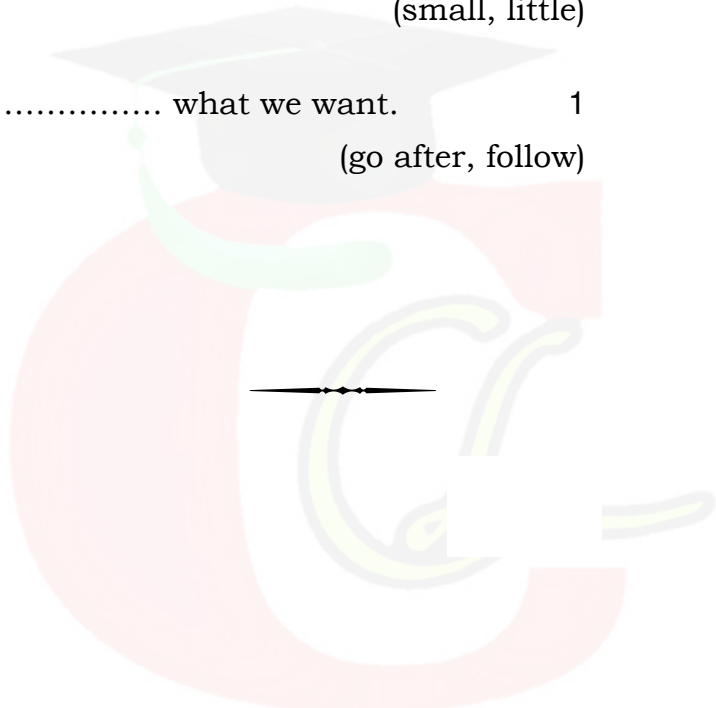 (small, little)
............... what we want. 1
(go after, follow)